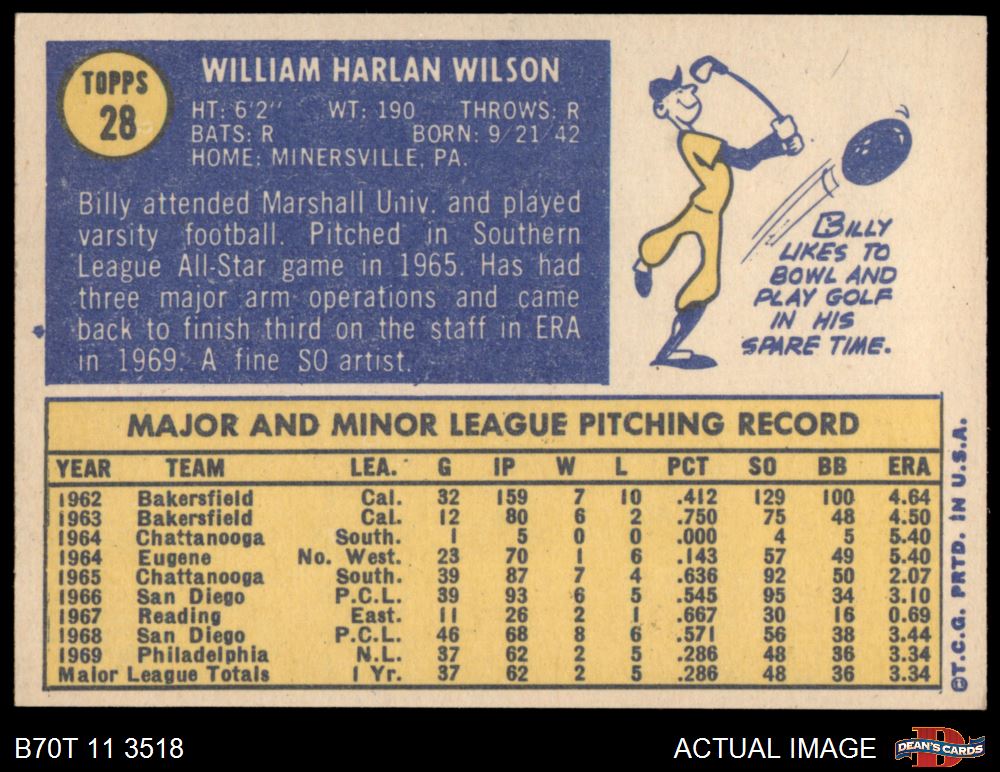 TOPPS
28
WILLIAM HARLAN WILSON
HT: 6'2" WT: 190 THROWS: R
BATS: R BORN: 9/21/42
HOME: MINERSVILLE, PA.
Billy attended Marshall Univ. and played
varsity football. Pitched in Southern
League All-Star game in 1965. Has had
three major arm operations and came
back to finish third on the staff in ERA
in 1969. A fine SO artist.
BILLY
LIKES TO
BOWL AND
PLAY GOLF
IN HIS
SPARE TIME.
MAJOR AND MINOR LEAGUE PITCHING RECORD
YEAR TEAM LEA. G IP W L PCT SO BB ERA
1962 Bakersfield Cal. 32 159 7 10 .412 129 100 4.64
1963 Bakersfield Cal. 12 80 6 2 .750 75 48 4.50
1964 Chattanooga South. 1 5 0 0 .000 4 5 5.40
1964 Eugene No. West. 23 70 1 6 .143 57 49 5.40
1965 Chattanooga South. 39 87 7 4 .636 92 50 2.07
1966 San Diego P.C.L. 39 93 6 5 .545 95 34 3.10
1967 Reading East. 11 26 2 1 .667 30 16 0.69
1968 San Diego P.C.L. 46 68 8 6 .571 56 38 3.44
1969 Philadelphia N.L. 37 62 2 5 .286 48 36 3.34
Major League Totals 1 Yr. 37 62 2 5 .286 48 36 3.34
©T.C.G. PRTD. IN U.S.A.
B70T 11 3518
ACTUAL IMAGE
D
DEAN'S CARDS